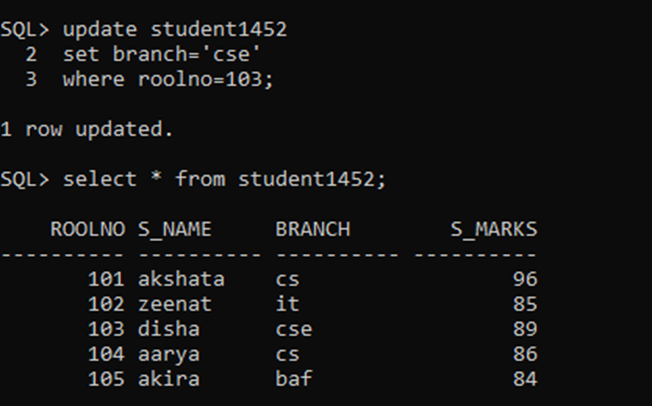 SQL> update student1452
  2  set branch='cse'
  3  where roolno=103;
1 row updated.
SQL> select * from student1452;
    ROOLNO S_NAME     BRANCH        S_MARKS
---------- ---------- ---------- ----------
       101 akshata    cs                 96
       102 zeenat     it                 85
       103 disha      cse                89
       104 aarya      cs                 86
       105 akira      baf                84